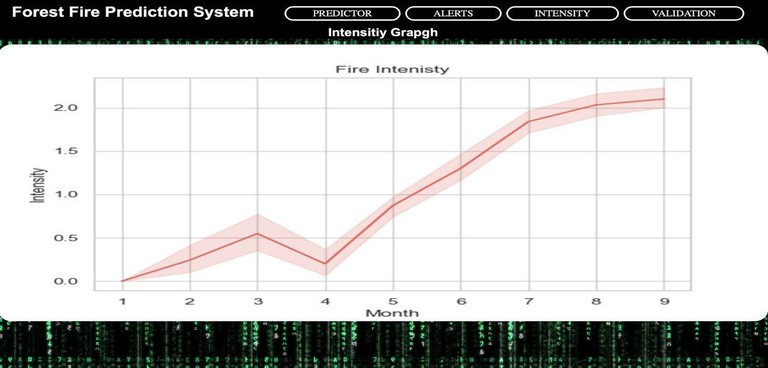 Forest Fire Prediction System
PREDICTOR
ALERTS
INTENSITY
VALIDATION
Intensitiy Grapgh
Fire Intenisty
Intensity
2.0
1.5
1.0
0.5
0.0
1 2 3 4 5 6 7 8 9
Month